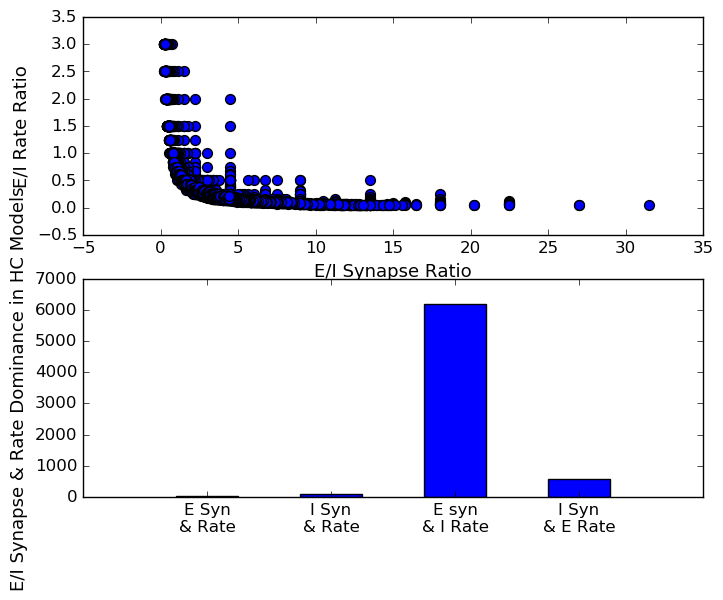 3.5
3.0
2.5
2.0
1.5
1.0
0.5
0.0
−0.5
E/I Rate Ratio
−5 0 5 10 15 20 25 30 35
E/I Synapse Ratio
7000
6000
5000
4000
3000
2000
1000
0
E/I Synapse & Rate Dominance in HC Models
E Syn
& Rate
I Syn
& Rate
E syn
& I Rate
I Syn
& E Rate